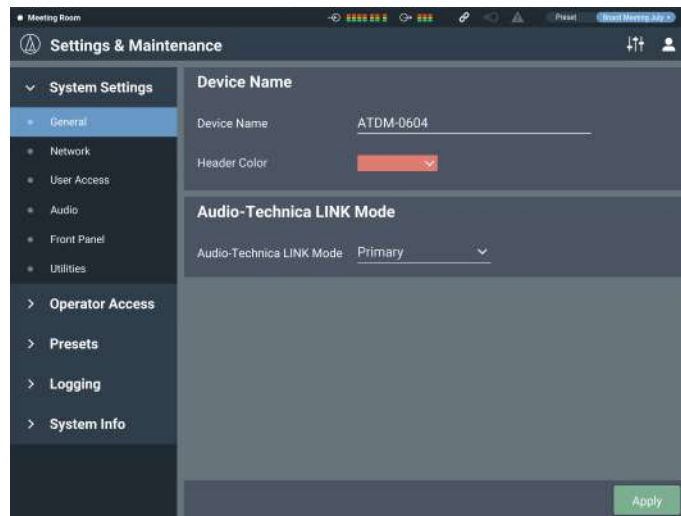 Meeting Room
Preset
Board Meeting July
Settings & Maintenance
System Settings
General
Network
User Access
Audio
Front Panel
Utilities
Operator Access
Presets
Logging
System Info
Device Name
Device Name ATDM-0604
Header Color
Audio-Technica LINK Mode
Audio-Technica LINK Mode Primary
Apply